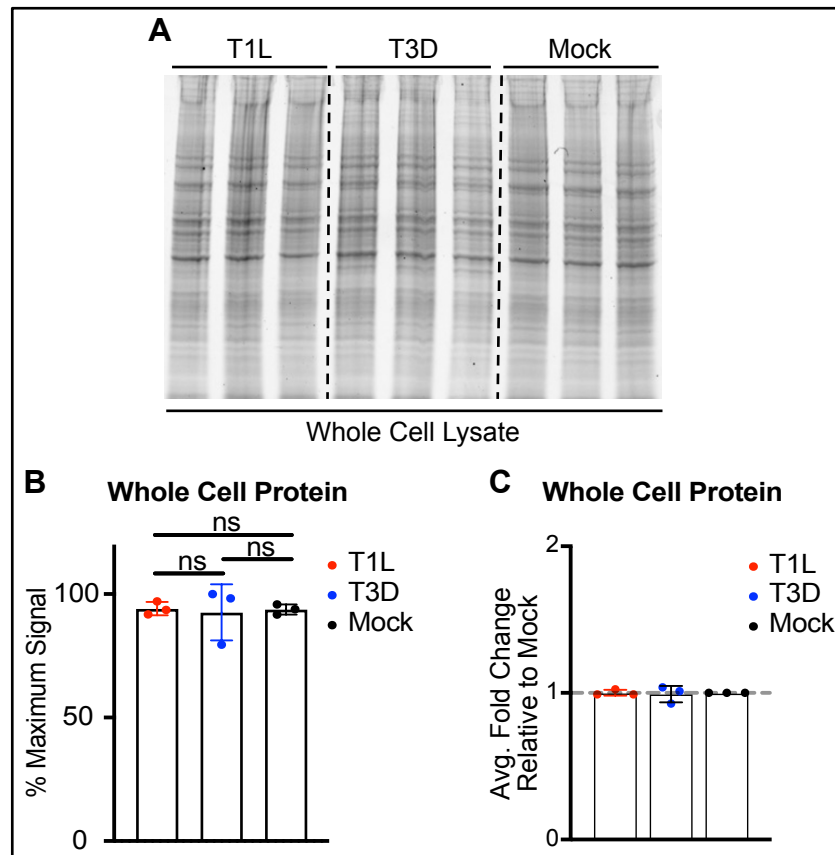 A
T1L T3D Mock
Whole Cell Lysate
B
Whole Cell Protein
ns
ns ns
T1L
T3D
Mock
% Maximum Signal
100
50
0
C
Whole Cell Protein
T1L
T3D
Mock
Avg. Fold Change
Relative to Mock
2
1
0